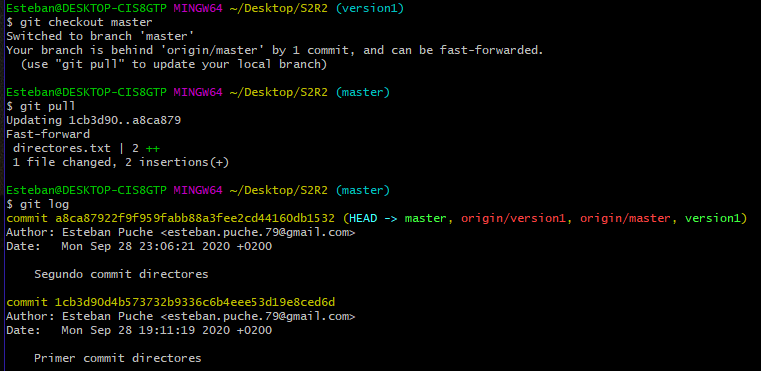 Esteban@DESKTOP-CIS8GTP MINGW64 ~/Desktop/S2R2 (version1)
$ git checkout master
Switched to branch 'master'
Your branch is behind 'origin/master' by 1 commit, and can be fast-forwarded.
  (use "git pull" to update your local branch)

Esteban@DESKTOP-CIS8GTP MINGW64 ~/Desktop/S2R2 (master)
$ git pull
Updating 1cb3d90..a8ca879
Fast-forward
 directores.txt | 2 ++
 1 file changed, 2 insertions(+)

Esteban@DESKTOP-CIS8GTP MINGW64 ~/Desktop/S2R2 (master)
$ git log
commit a8ca87922f9f959fabb88a3fee2cd44160db1532 (HEAD -> master, origin/version1, origin/master, version1)
Author: Esteban Puche <esteban.puche.79@gmail.com>
Date:   Mon Sep 28 23:06:21 2020 +0200

    Segundo commit directores

commit 1cb3d90d4b573732b9336c6b4eee53d19e8ced6d
Author: Esteban Puche <esteban.puche.79@gmail.com>
Date:   Mon Sep 28 19:11:19 2020 +0200

    Primer commit directores